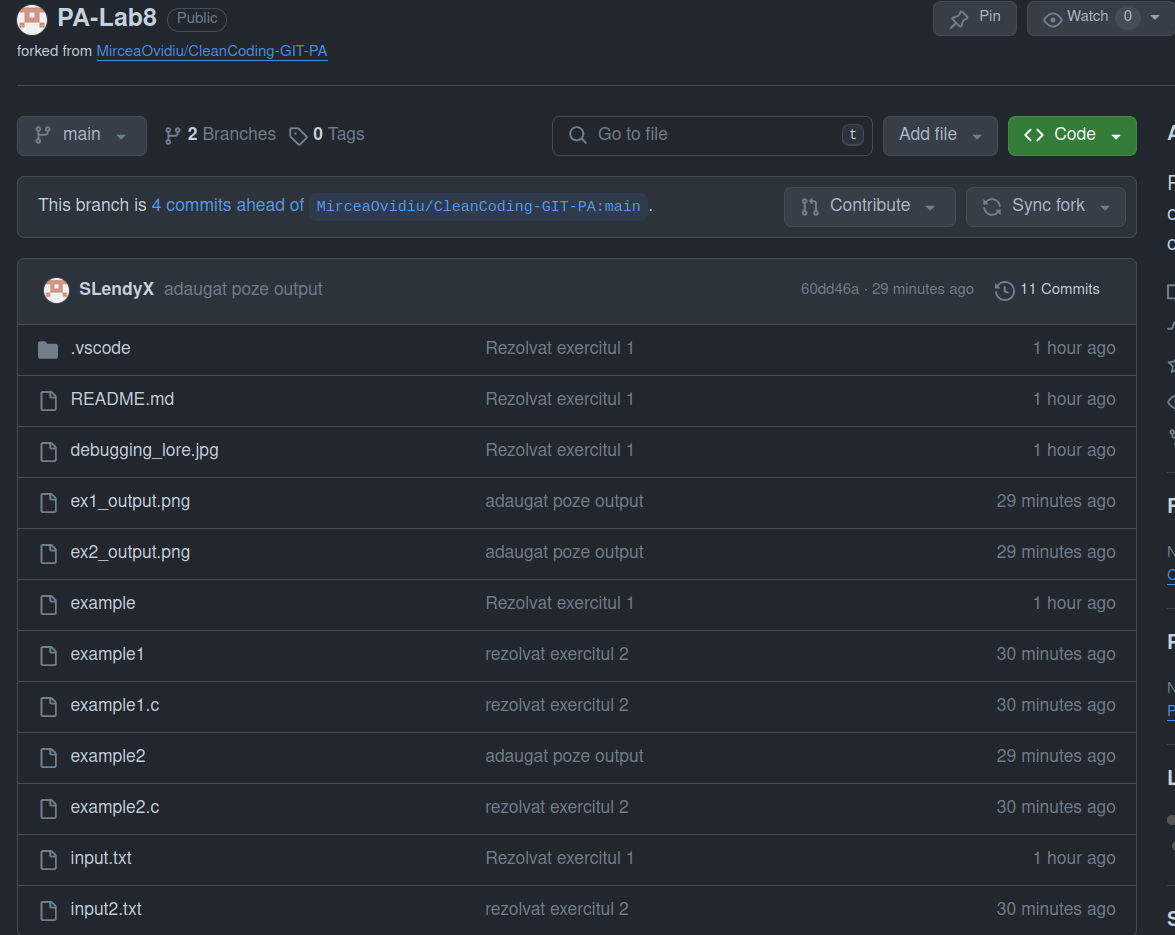 PA-Lab8 Public Pin Watch 0
forked from MirceaOvidiu/CleanCoding-GIT-PA
main 2 Branches 0 Tags Go to file t Add file Code
This branch is 4 commits ahead of MirceaOvidiu/CleanCoding-GIT-PA:main . Contribute Sync fork
SLendyX adaugat poze output 60dd46a · 29 minutes ago 11 Commits
.vscode Rezolvat exercitul 1 1 hour ago
README.md Rezolvat exercitul 1 1 hour ago
debugging_lore.jpg Rezolvat exercitul 1 1 hour ago
ex1_output.png adaugat poze output 29 minutes ago
ex2_output.png adaugat poze output 29 minutes ago
example Rezolvat exercitul 1 1 hour ago
example1 rezolvat exercitul 2 30 minutes ago
example1.c rezolvat exercitul 2 30 minutes ago
example2 adaugat poze output 29 minutes ago
example2.c rezolvat exercitul 2 30 minutes ago
input.txt Rezolvat exercitul 1 1 hour ago
input2.txt rezolvat exercitul 2 30 minutes ago